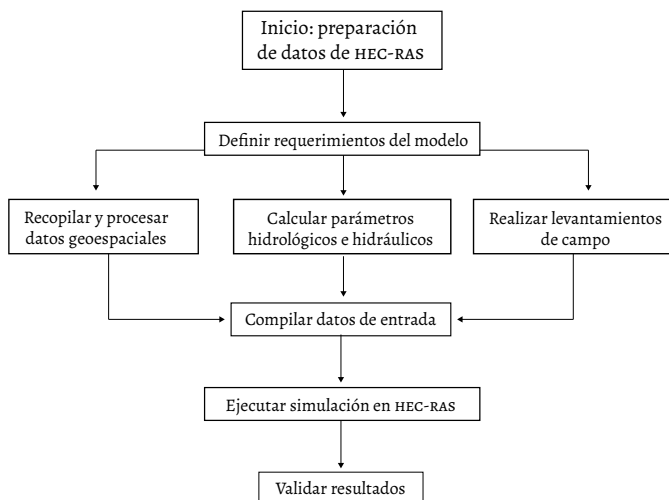 Inicio: preparación
de datos de HEC-RAS
Definir requerimientos del modelo
Recopilar y procesar
datos geoespaciales
Calcular parámetros
hidrológicos e hidráulicos
Realizar levantamientos
de campo
Compilar datos de entrada
Ejecutar simulación en HEC-RAS
Validar resultados